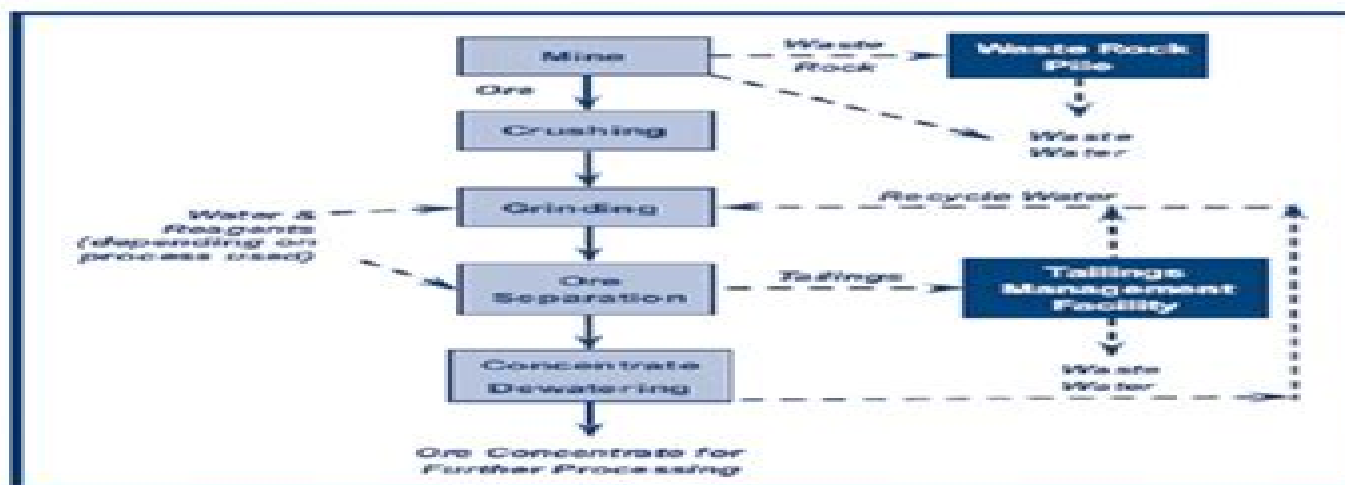 Mine
Waste
Rock
Waste Rock
Pile
Ore
Crushing
Waste
Water
Recycle Water
Grinding
Water &
Reagents
(depending on
process used)
Ore
Separation
Tailings
Tailings
Management
Facility
Concentrate
Dewatering
Waste
Water
Ore Concentrate for
Further Processing